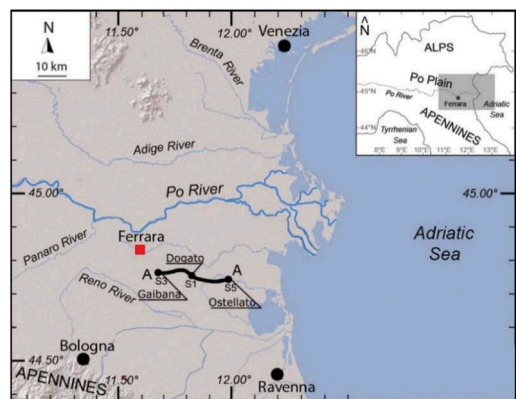 11.50° 12.00°
N
10 km
Venezia
Brenta River
Adige River
45.00°
Po River
45.00°
Panaro River
Ferrara
Adriatic
Sea
Dogato
A
S3
S1
A
S5
Gaibana
Ostellato
Reno River
Bologna
44.50°
44.50°
APENNINES
11.50°
12.00°
Ravenna
N
ALPS
Po Plain
Po River
Ferrara
Adriatic
Sea
APENNINES
Tyrrhenian
Sea
45°N
44°N
8°E 9°E 10°E 11°E 12°E 13°E